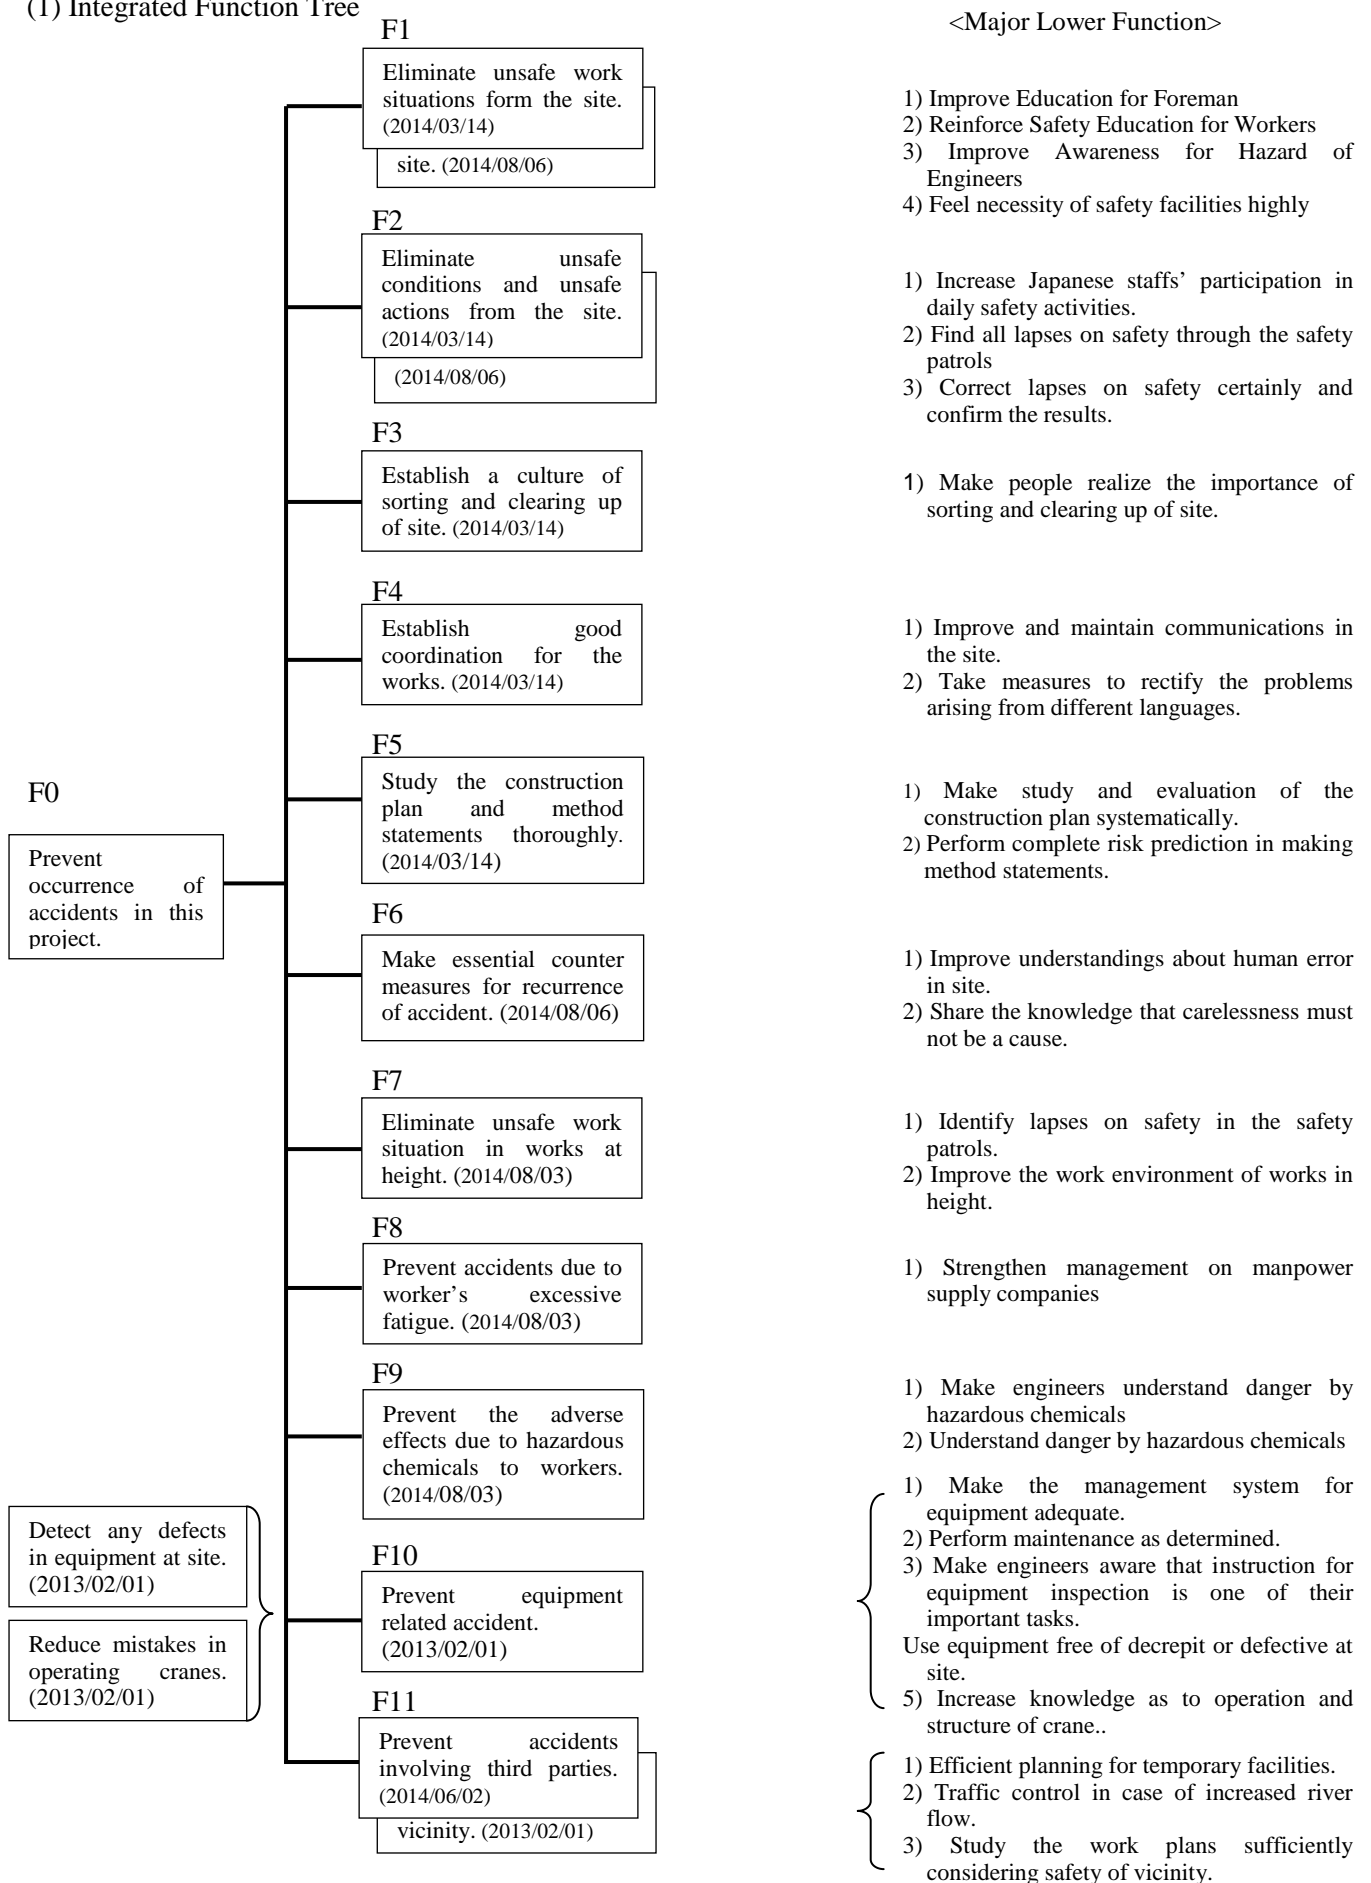 (1) Integrated Function Tree
<Major Lower Function>
F1
Eliminate unsafe work
situations form the site.
(2014/03/14)
site. (2014/08/06)
1) Improve Education for Foreman
2) Reinforce Safety Education for Workers
3) Improve Awareness for Hazard of
Engineers
4) Feel necessity of safety facilities highly
F2
Eliminate unsafe
conditions and unsafe
actions from the site.
(2014/03/14)
(2014/08/06)
1) Increase Japanese staffs’ participation in
daily safety activities.
2) Find all lapses on safety through the safety
patrols
3) Correct lapses on safety certainly and
confirm the results.
F3
Establish a culture of
sorting and clearing up
of site. (2014/03/14)
1) Make people realize the importance of
sorting and clearing up of site.
F4
Establish good
coordination for the
works. (2014/03/14)
1) Improve and maintain communications in
the site.
2) Take measures to rectify the problems
arising from different languages.
F0
Prevent
occurrence of
accidents in this
project.
F5
Study the construction
plan and method
statements thoroughly.
(2014/03/14)
1) Make study and evaluation of the
construction plan systematically.
2) Perform complete risk prediction in making
method statements.
F6
Make essential counter
measures for recurrence
of accident. (2014/08/06)
1) Improve understandings about human error
in site.
2) Share the knowledge that carelessness must
not be a cause.
F7
Eliminate unsafe work
situation in works at
height. (2014/08/03)
1) Identify lapses on safety in the safety
patrols.
2) Improve the work environment of works in
height.
F8
Prevent accidents due to
worker’s excessive
fatigue. (2014/08/03)
1) Strengthen management on manpower
supply companies
F9
Prevent the adverse
effects due to hazardous
chemicals to workers.
(2014/08/03)
1) Make engineers understand danger by
hazardous chemicals
2) Understand danger by hazardous chemicals
Detect any defects
in equipment at site.
(2013/02/01)
Reduce mistakes in
operating cranes.
(2013/02/01)
F10
Prevent equipment
related accident.
(2013/02/01)
1) Make the management system for
equipment adequate.
2) Perform maintenance as determined.
3) Make engineers aware that instruction for
equipment inspection is one of their
important tasks.
Use equipment free of decrepit or defective at
site.
5) Increase knowledge as to operation and
structure of crane..
F11
Prevent accidents
involving third parties.
(2014/06/02)
vicinity. (2013/02/01)
1) Efficient planning for temporary facilities.
2) Traffic control in case of increased river
flow.
3) Study the work plans sufficiently
considering safety of vicinity.